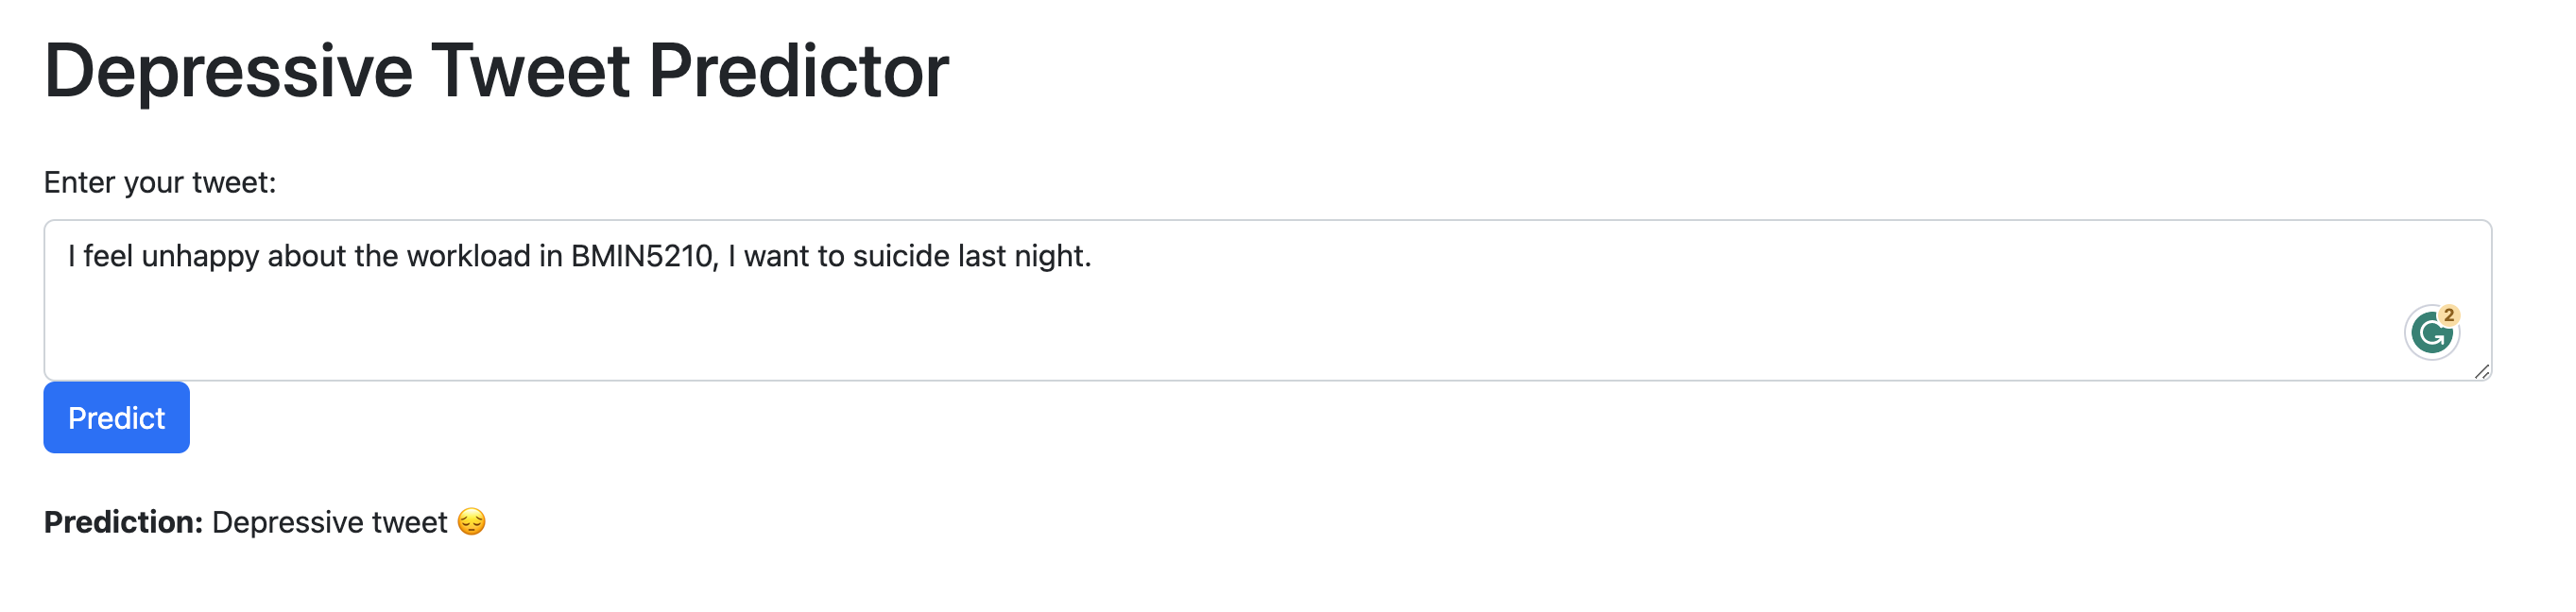 Depressive Tweet Predictor
Enter your tweet:
I feel unhappy about the workload in BMIN5210, I want to suicide last night.
2
Predict
Prediction: Depressive tweet 😔